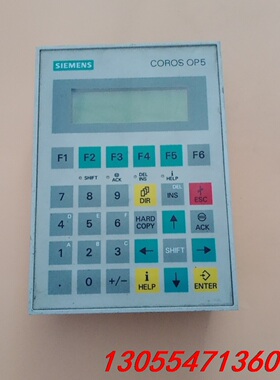 SIEMENS COROS OP5
F1 F2 F3 F4 F5 F6
SHIFT ACK DEL INS HELP
DEL
7 8 9 DIR INS ESC
D E F
4 5 6 HARD COPY ACK
A B C
1 2 3 SHIFT
0 . +/- i HELP ENTER
13055471360